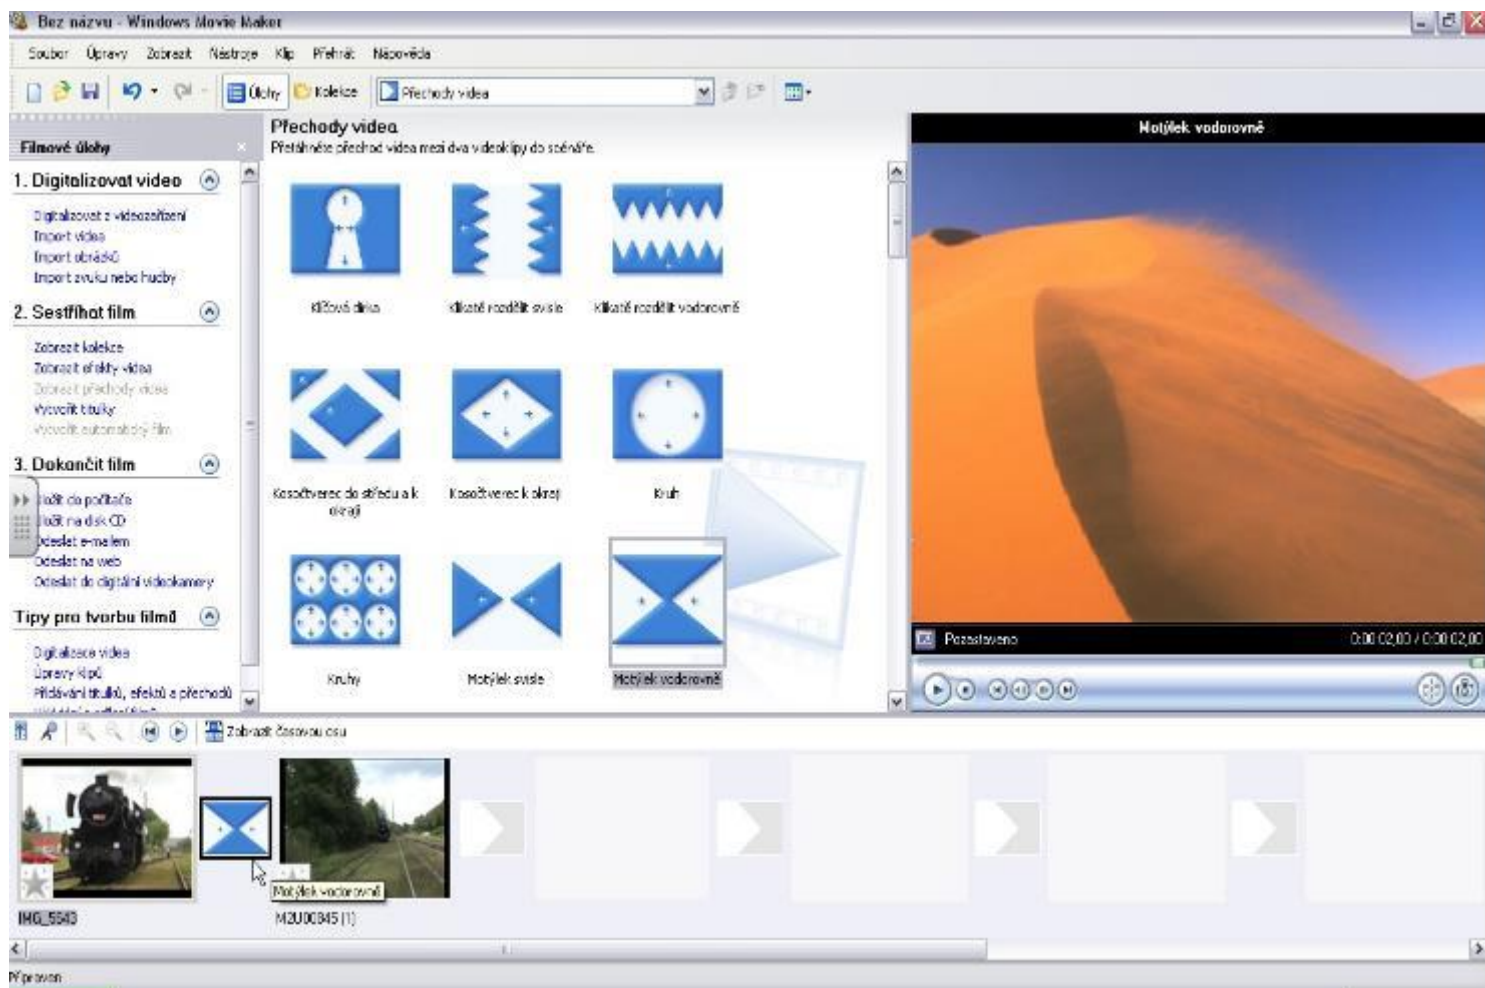 Bez názvu - Windows Movie Maker
Soubor Úpravy Zobrazit Nástroje Klip Přehrát Nápověda
Úlohy Kolekce Přechody videa
Filmové úlohy
1. Digitalizovat video
Digitalizovat z videozařízení
Import videa
Import obrázků
Import zvuku nebo hudby
2. Sestříhat film
Zobrazit kolekce
Zobrazit efekty videa
Zobrazit přechody videa
Vytvořit titulky
Vytvořit automatický film
3. Dokončit film
ložit do počítače
ložit na disk CD
Odeslat e-mailem
Odeslat na web
Odeslat do digitální videokamery
Tipy pro tvorbu filmů
Digitalizace videa
Úpravy klipů
Přidávání titulků, efektů a přechodů
Přechody videa
Přetáhněte přechod videa mezi dva videoklipy do scénáře.
Klíčová dírka
Klikatě rozdělit svisle
Klikatě rozdělit vodorovně
Kosočtverec do středu a k
okraji
Kosočtverec k okraji
Kruh
Kruhy
Motýlek svisle
Motýlek vodorovně
Motýlek vodorovně
Pozastaveno
0:00:02,00 / 0:00:02,00
Zobrazit časovou osu
Motýlek vodorovně
IMG_5643
M2U00845 (1)
Připraven